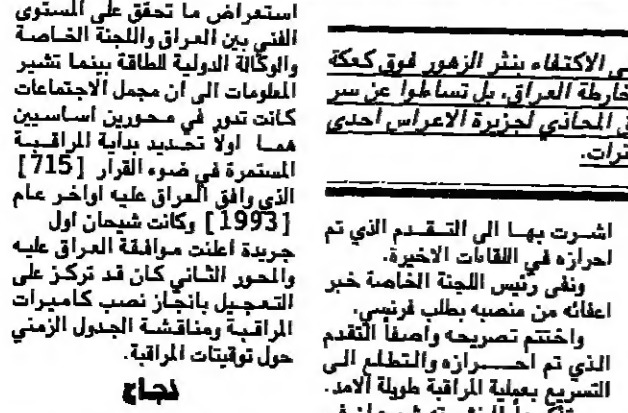 ى الاكتفاء بنثر الزهور فوق كعكة
خارطة العراق، بل تساءلوا عن سر
ق المحاذي لجزيرة الاعراس احدى
ترات.
اشرت بها الى التقدم الذي تم
احرازه في اللقاءات الاخيرة.
ونفى رئيس اللجنة الخاصة خبر
اعفائه من منصبه بطلب فرنسي.
واختتم تصريحه واصفاً التقدم
الذي تم احرازه والتطلع الى
التسريع بعملية المراقبة طويلة الامد.
استعراض ما تحقق على المستوى
الفني بين العراق واللجنة الخاصة
والوكالة الدولية للطاقة بينما تشير
المعلومات الى ان مجمل الاجتماعات
كانت تدور في محورين اساسيين
هما اولاً تحديد بداية المراقبة
المستمرة في ضوء القرار [715]
الذي وافق العراق عليه اواخر عام
[1993] وكانت شيحان اول
جريدة اعلنت موافقة العراق عليه
والمحور الثاني كان قد تركز على
التعجيل بانجاز نصب كاميرات
المراقبة ومناقشة الجدول الزمني
حول توقيتات المراقبة.
نجاح